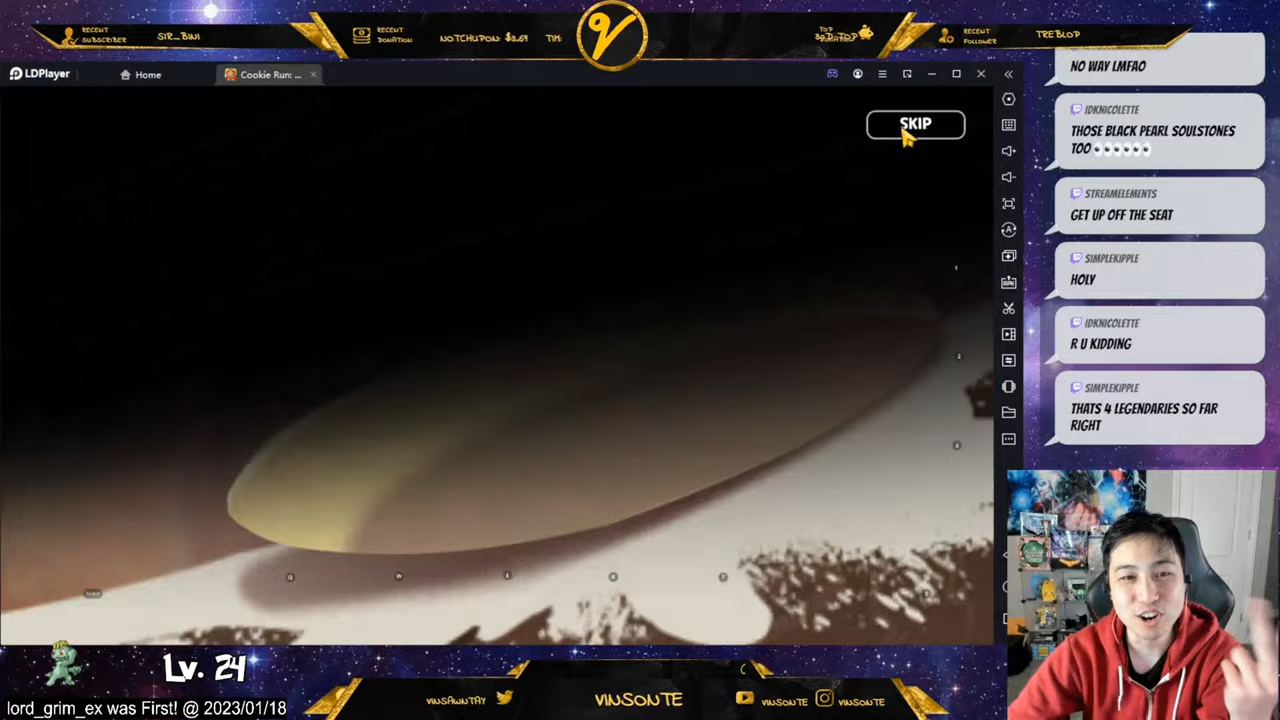 RECENT
SUBSCRIBER
SIR_BINI
RECENT
DONATION
NOTCHUPON: $3.69
TIM:
TOP
RECENT
FOLLOWER
TREBLOP
LDPlayer
Home
Cookie Run: ...
SKIP
NO WAY LMFAO
IDKNICOLETTE
THOSE BLACK PEARL SOULSTONES
TOO
STREAMELEMENTS
GET UP OFF THE SEAT
SIMPLEKIPPLE
HOLY
IDKNICOLETTE
R U KIDDING
SIMPLEKIPPLE
THATS 4 LEGENDARIES SO FAR
RIGHT
Q
W
Lv. 24
lord_grim_ex was First! @ 2023/01/18
VINSAWNTAY
VINSONTE
VINSONTE
VINSONTE